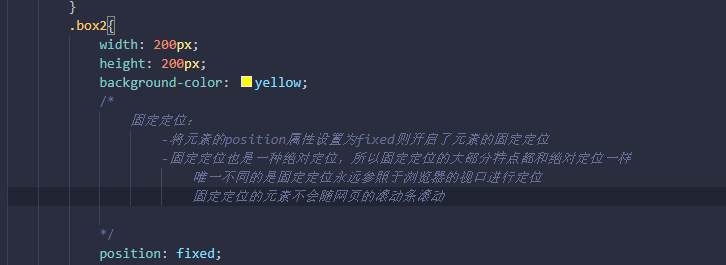 }
.box2{
width: 200px;
height: 200px;
background-color: yellow;
/*
固定定位:
-将元素的position属性设置为fixed则开启了元素的固定定位
-固定定位也是一种绝对定位，所以固定定位的大部分特点都和绝对定位一样
唯一不同的是固定定位永远参照于浏览器的视口进行定位
固定定位的元素不会随网页的滚动条滚动
*/
position: fixed;